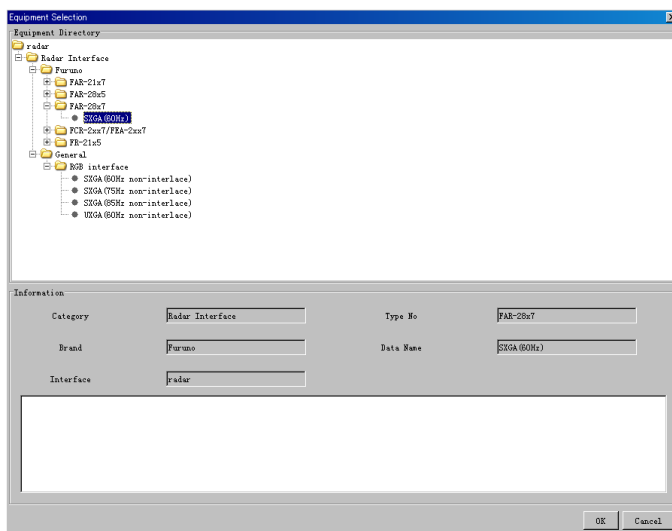 Equipment Selection
Equipment Directory
radar
Radar Interface
Furuno
FAR-21x7
FAR-28x5
FAR-28x7
SXGA(60Hz)
FCR-2xx7/FEA-2xx7
FR-21x5
General
RGB interface
SXGA(60Hz non-interlace)
SXGA(75Hz non-interlace)
SXGA(85Hz non-interlace)
UXGA(60Hz non-interlace)
Information
Category Radar Interface Type No FAR-28x7
Brand Furuno Data Name SXGA(60Hz)
Interface radar
OK Cancel